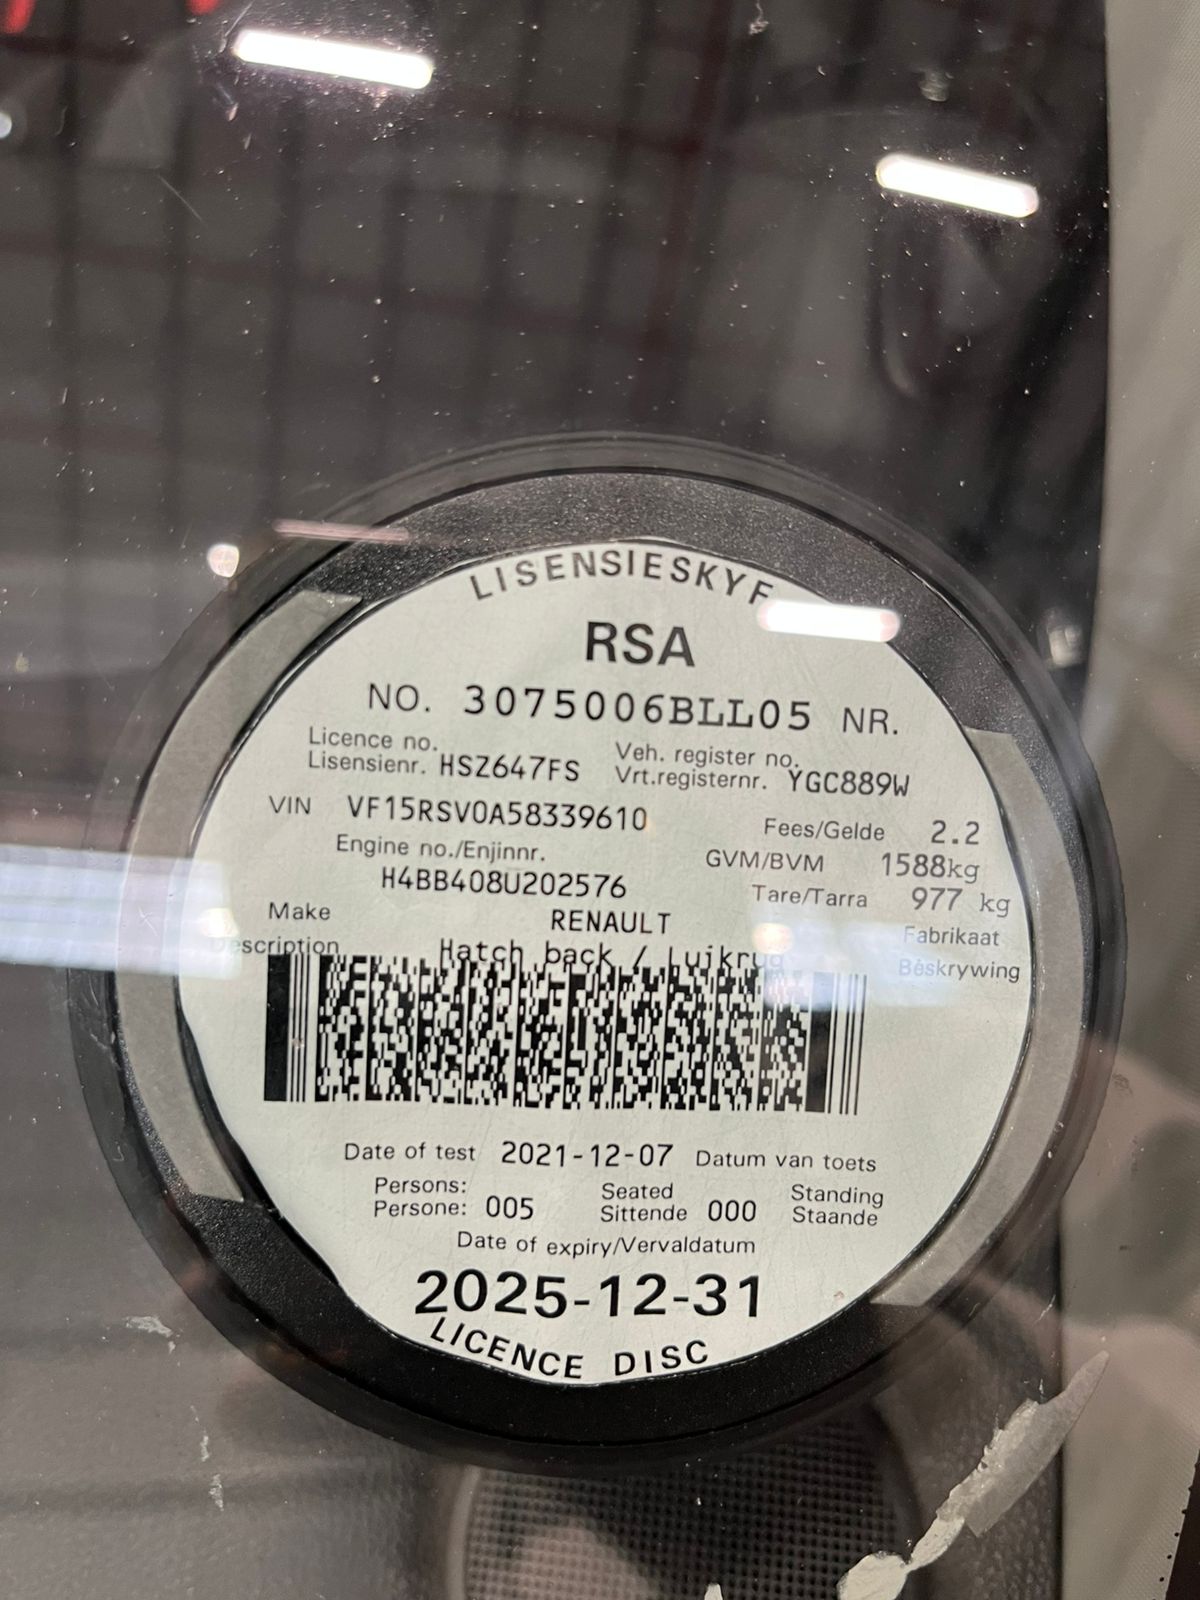 LISENSIESKYF
RSA
NO. 3075006BLL05 NR.
Licence no. Veh. register no.
Lisensienr. HSZ647FS Vrt.registernr. YGC889W
VIN VF15RSV0A58339610 Fees/Gelde 2.2
Engine no./Enjinnr. GVM/BVM 1588kg
H4BB408U202576 Tare/Tarra 977 kg
Make RENAULT Fabrikaat
Description Hatch back / Luikrug Beskrywing
Date of test 2021-12-07 Datum van toets
Persons: Seated Standing
Persone: 005 Sittende 000 Staande
Date of expiry/Vervaldatum
2025-12-31
LICENCE DISC